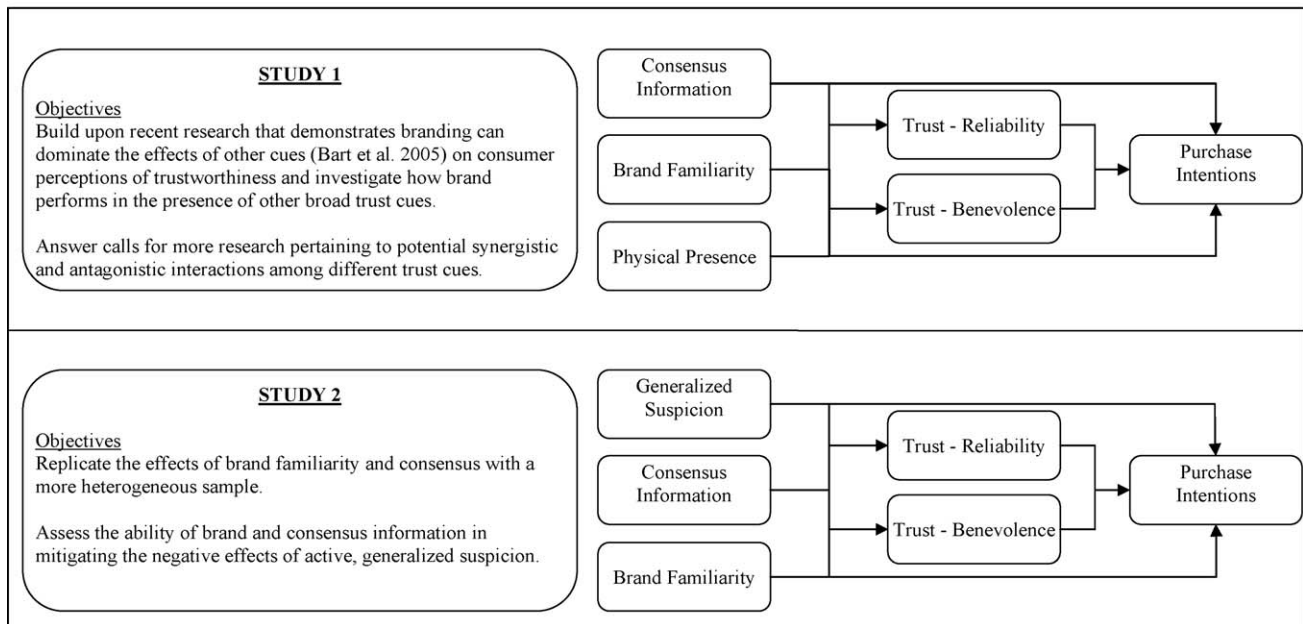 STUDY 1
Objectives
Build upon recent research that demonstrates branding can
dominate the effects of other cues (Bart et al. 2005) on consumer
perceptions of trustworthiness and investigate how brand
performs in the presence of other broad trust cues.
Answer calls for more research pertaining to potential synergistic
and antagonistic interactions among different trust cues.
Consensus
Information
Brand Familiarity
Physical Presence
Trust - Reliability
Trust - Benevolence
Purchase
Intentions
STUDY 2
Objectives
Replicate the effects of brand familiarity and consensus with a
more heterogeneous sample.
Assess the ability of brand and consensus information in
mitigating the negative effects of active, generalized suspicion.
Generalized
Suspicion
Consensus
Information
Brand Familiarity
Trust - Reliability
Trust - Benevolence
Purchase
Intentions